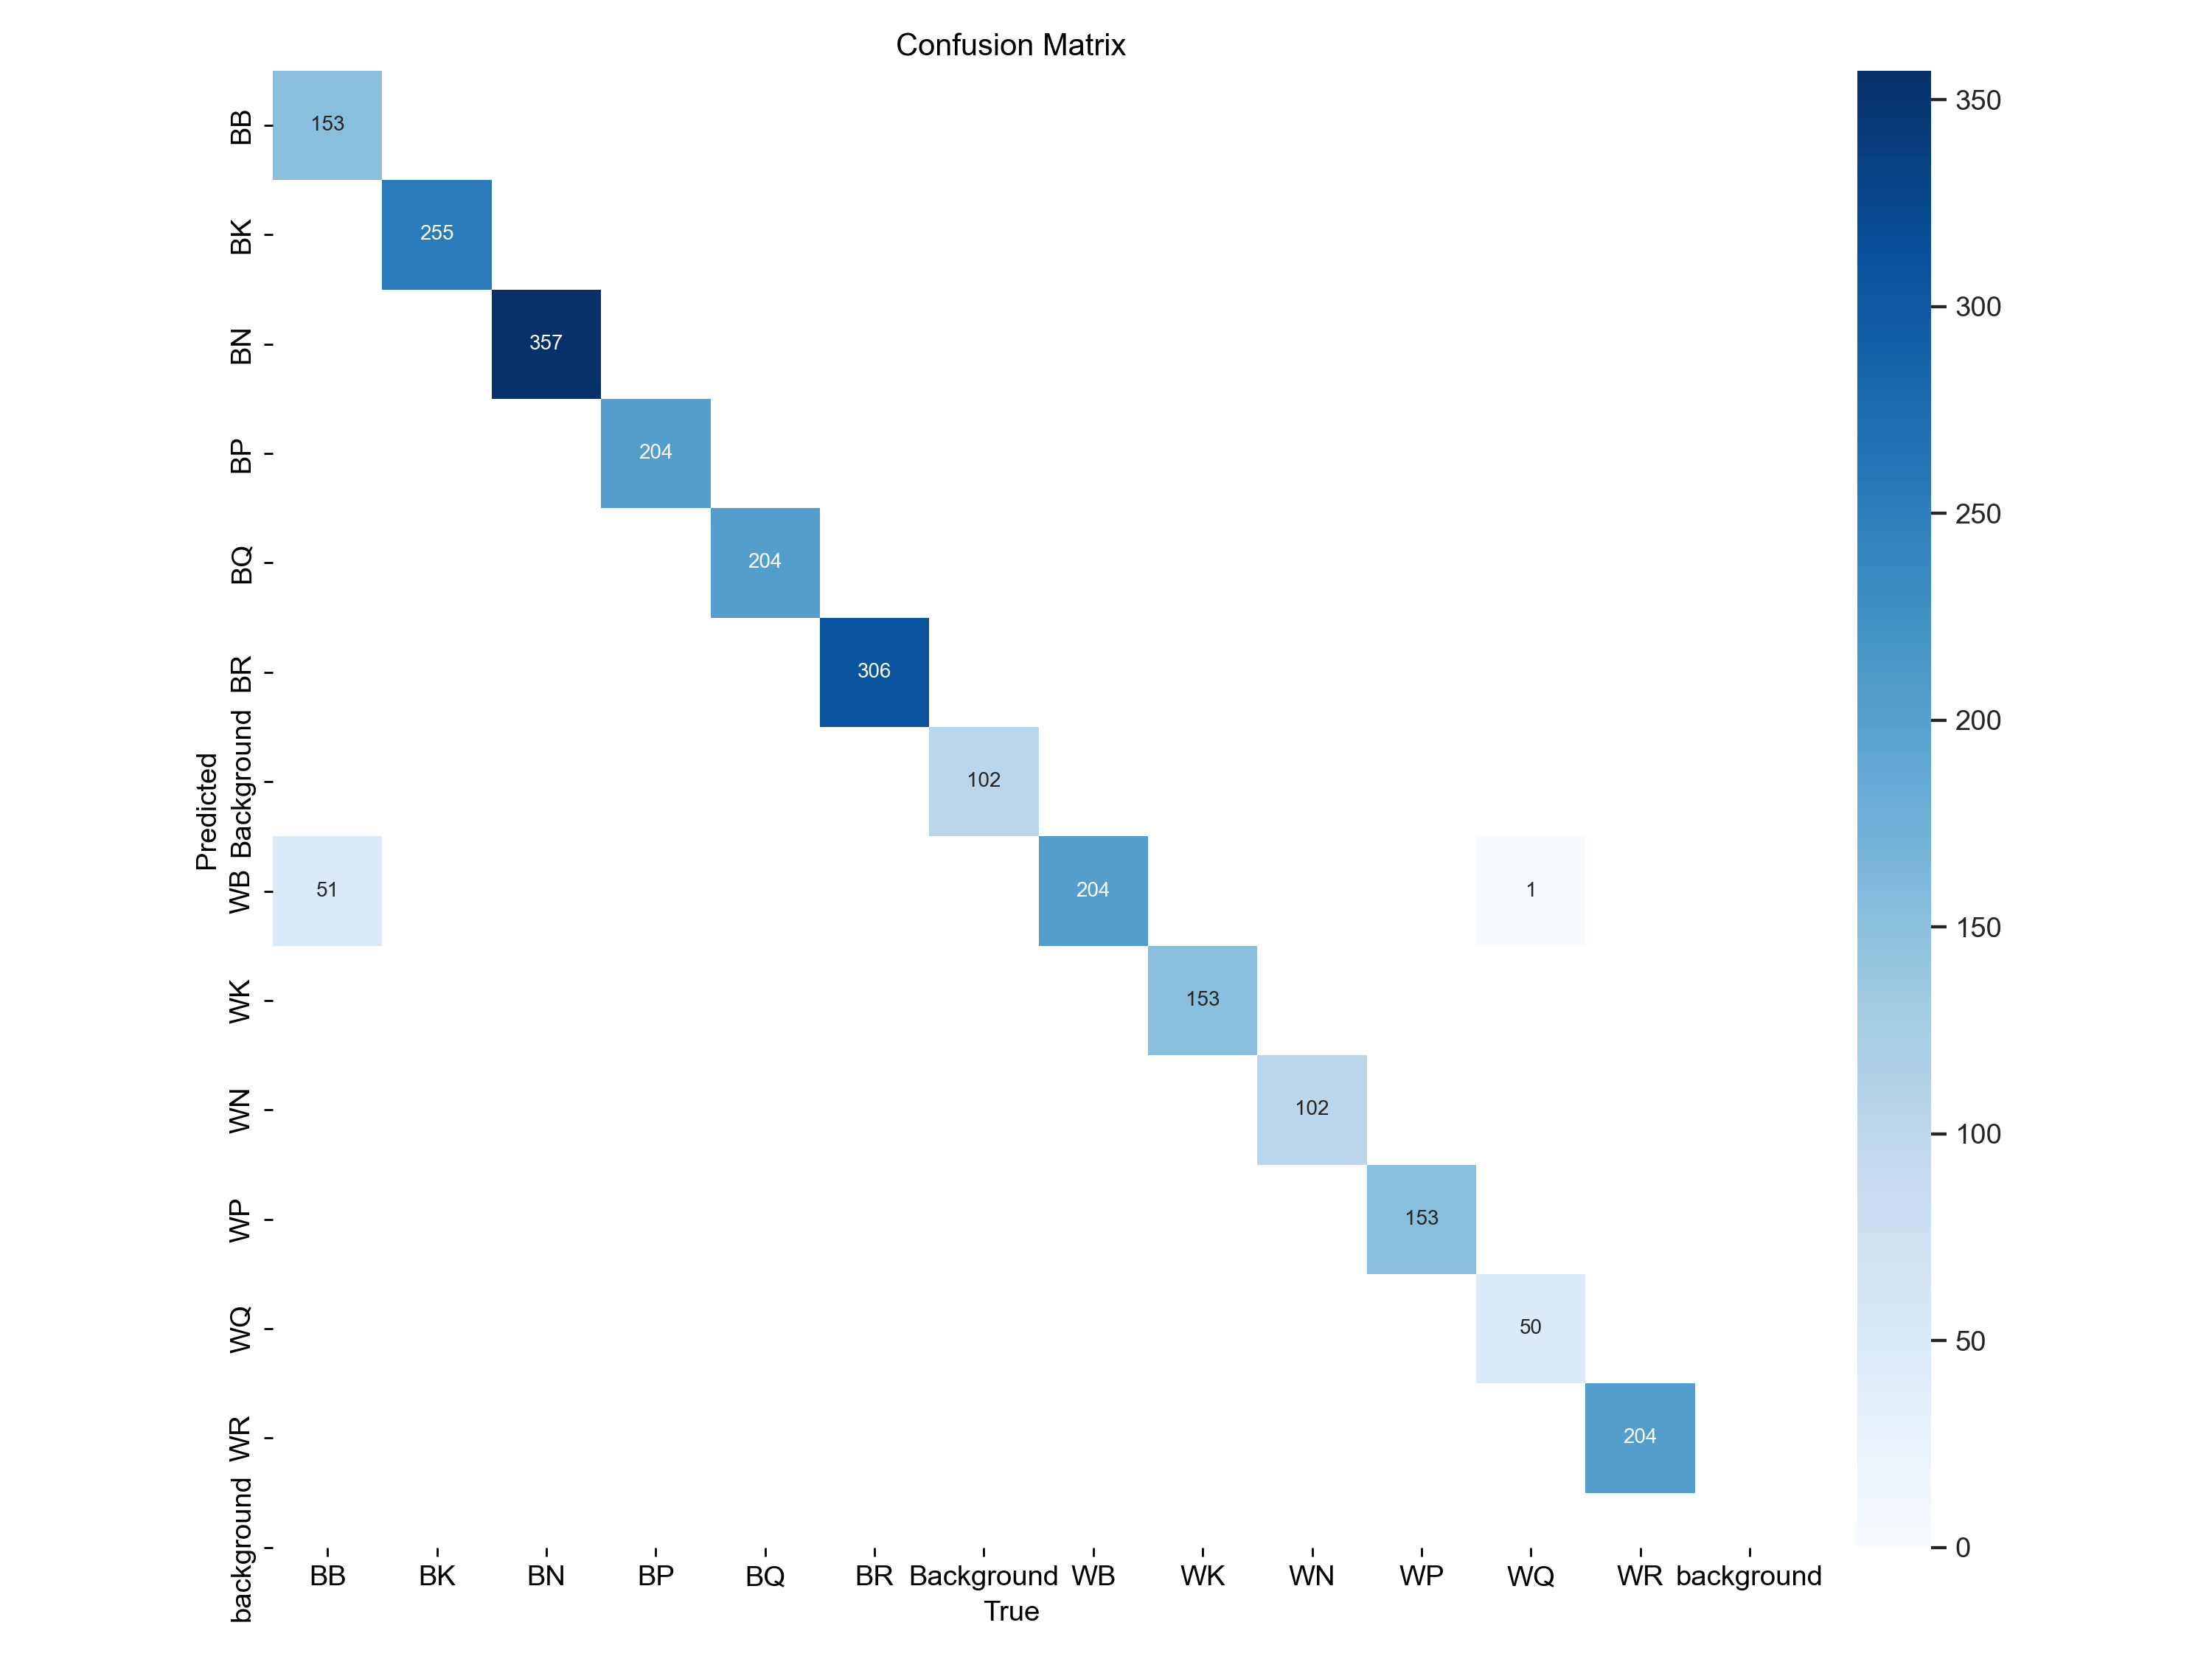 Confusion Matrix
BB
153
BK
255
BN
357
BP
204
BQ
204
BR
306
Background
102
WB
51
204
1
WK
153
WN
102
WP
153
WQ
50
WR
204
background
Predicted
BB BK BN BP BQ BR Background WB WK WN WP WQ WR background
True
350
300
250
200
150
100
50
0